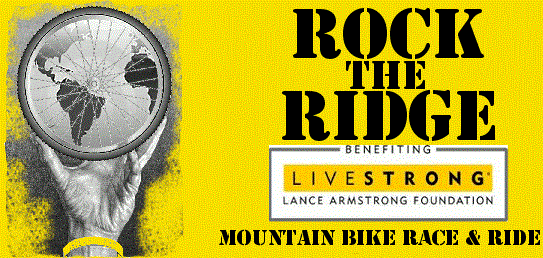 ROCK
THE
RIDGE
BENEFITING
LIVESTRONG®
LANCE ARMSTRONG FOUNDATION
MOUNTAIN BIKE RACE & RIDE